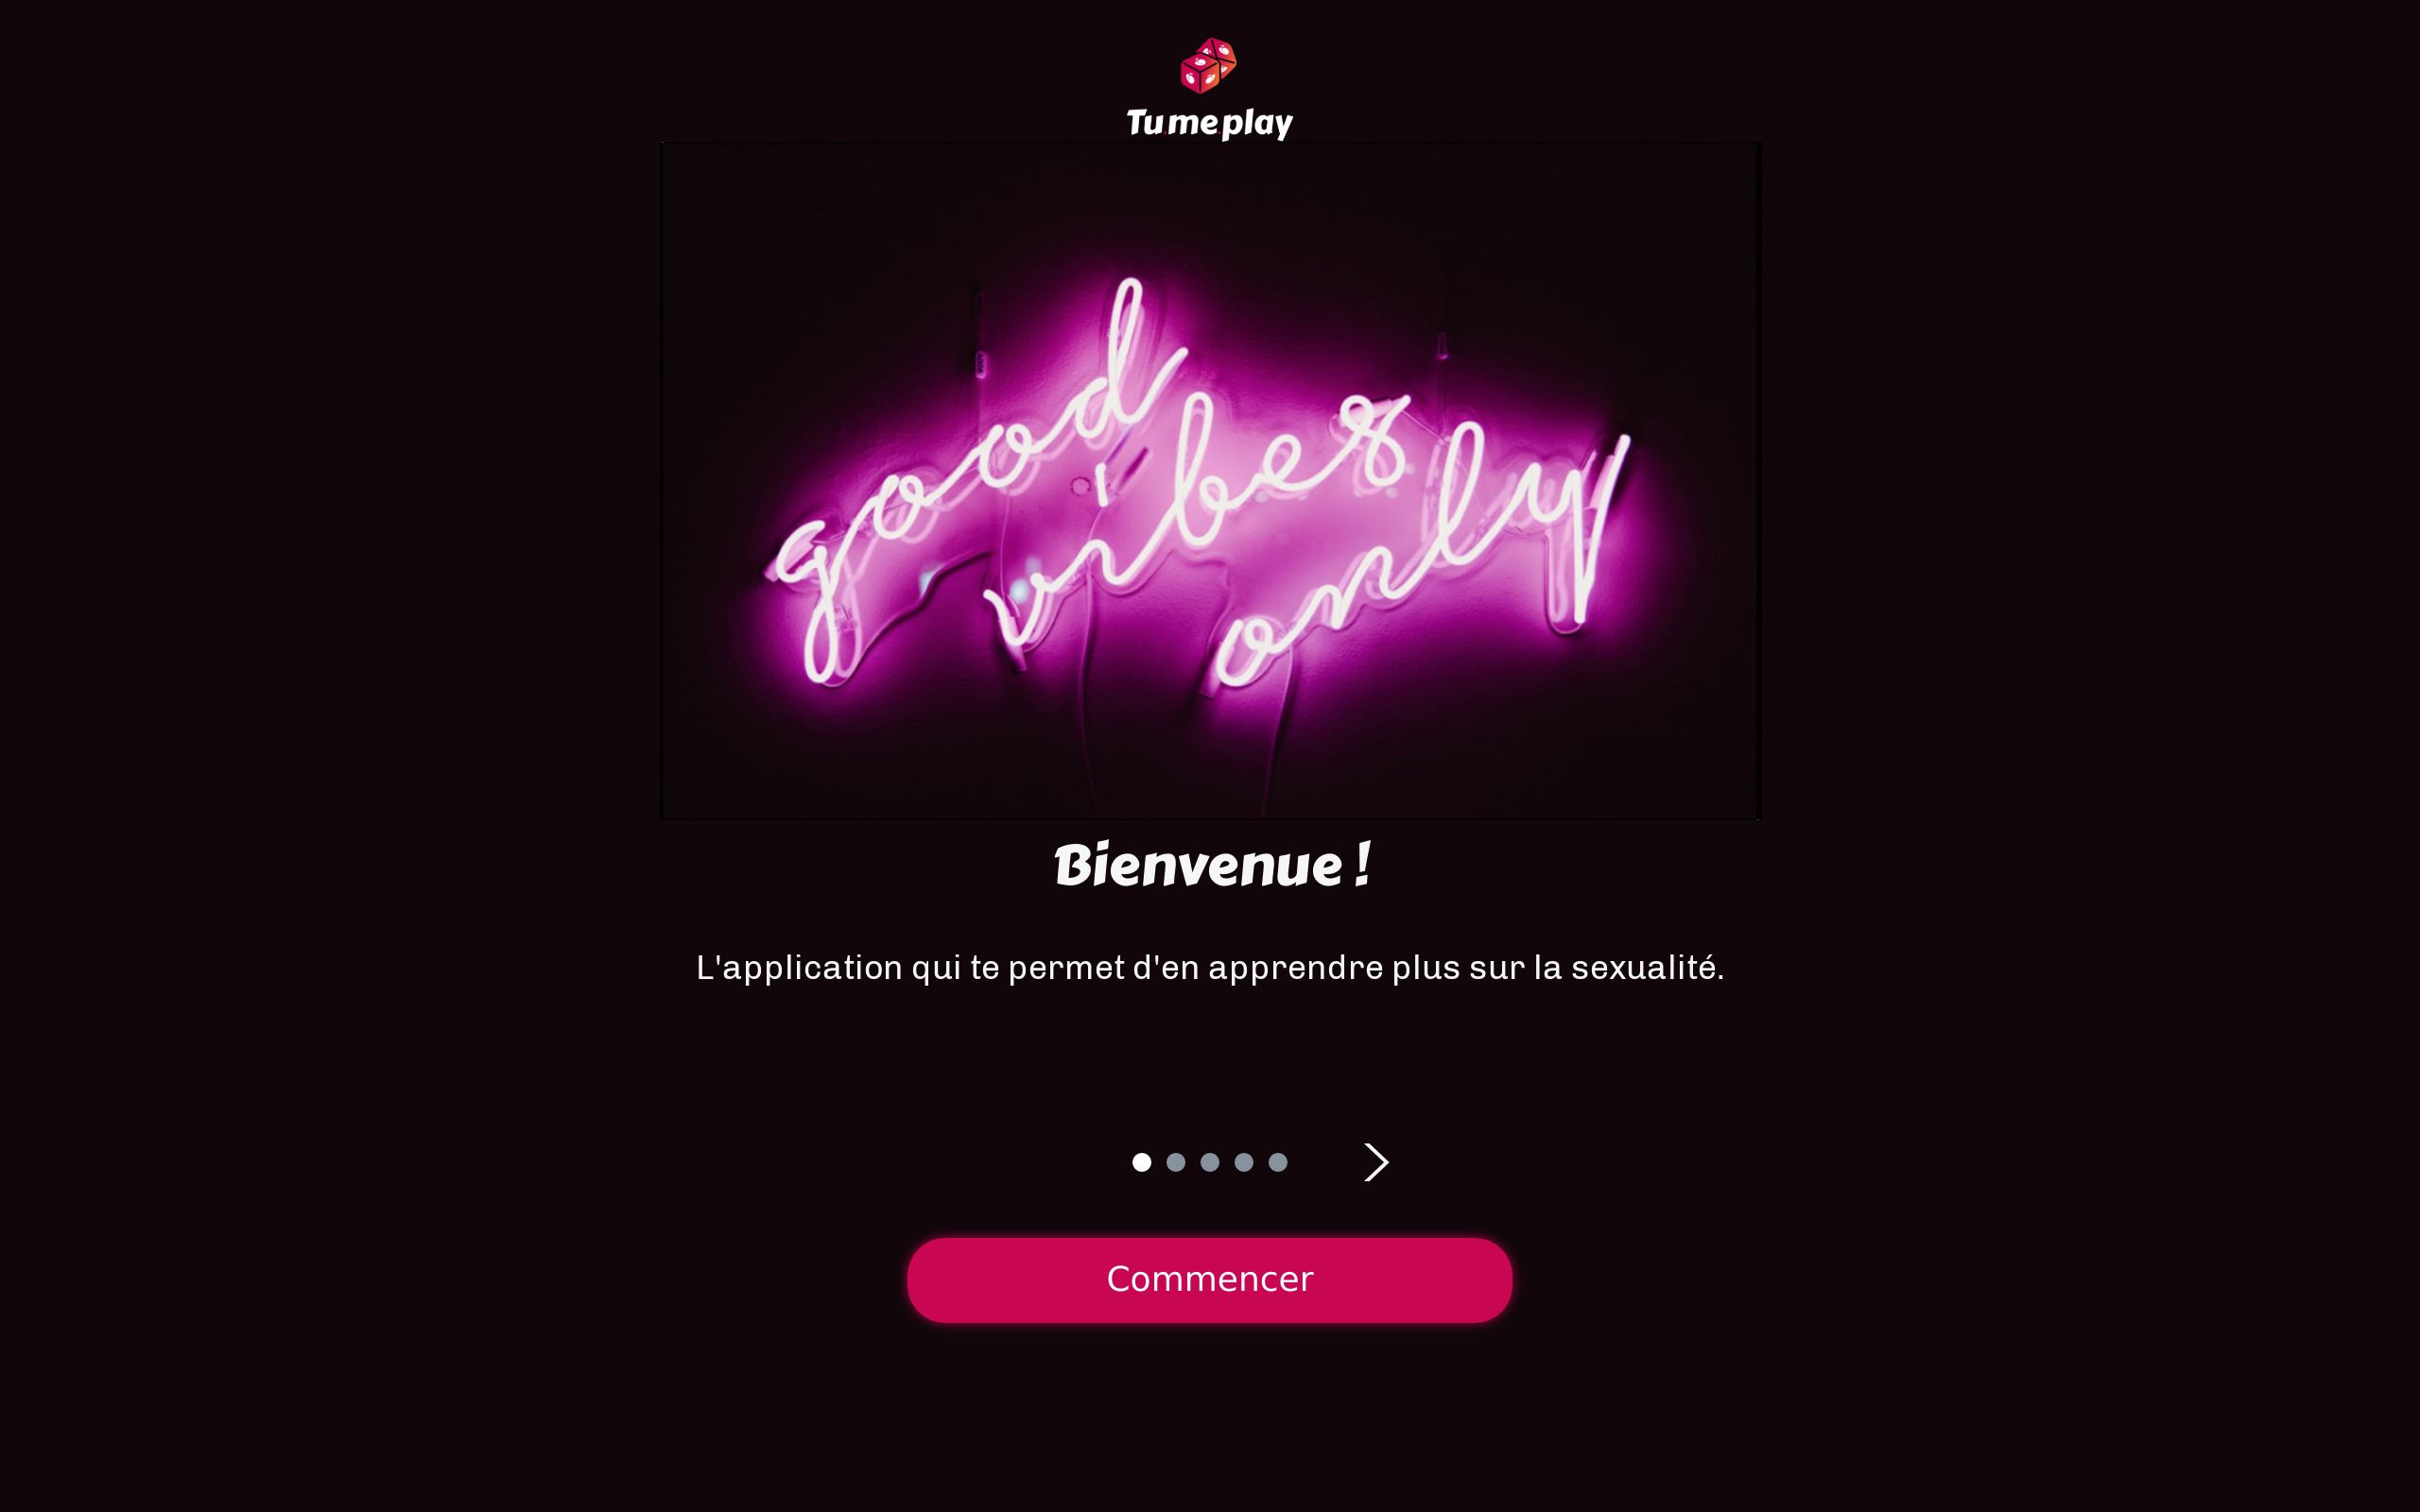 Tumeplay
good
vibes
only
Bienvenue !
L'application qui te permet d'en apprendre plus sur la sexualité.
Commencer